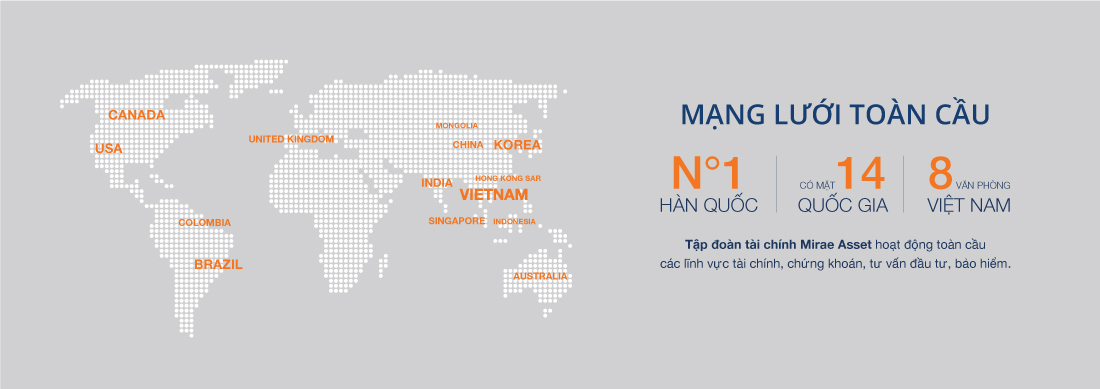 CANADA
USA
UNITED KINGDOM
MONGOLIA
CHINA
KOREA
INDIA
HONG KONG SAR
VIETNAM
COLOMBIA
SINGAPORE
INDONESIA
BRAZIL
AUSTRALIA
MẠNG LƯỚI TOÀN CẦU
N°1
HÀN QUỐC
CÓ MẶT 14
QUỐC GIA
8 VĂN PHÒNG
VIỆT NAM
Tập đoàn tài chính Mirae Asset hoạt động toàn cầu
các lĩnh vực tài chính, chứng khoán, tư vấn đầu tư, bảo hiểm.